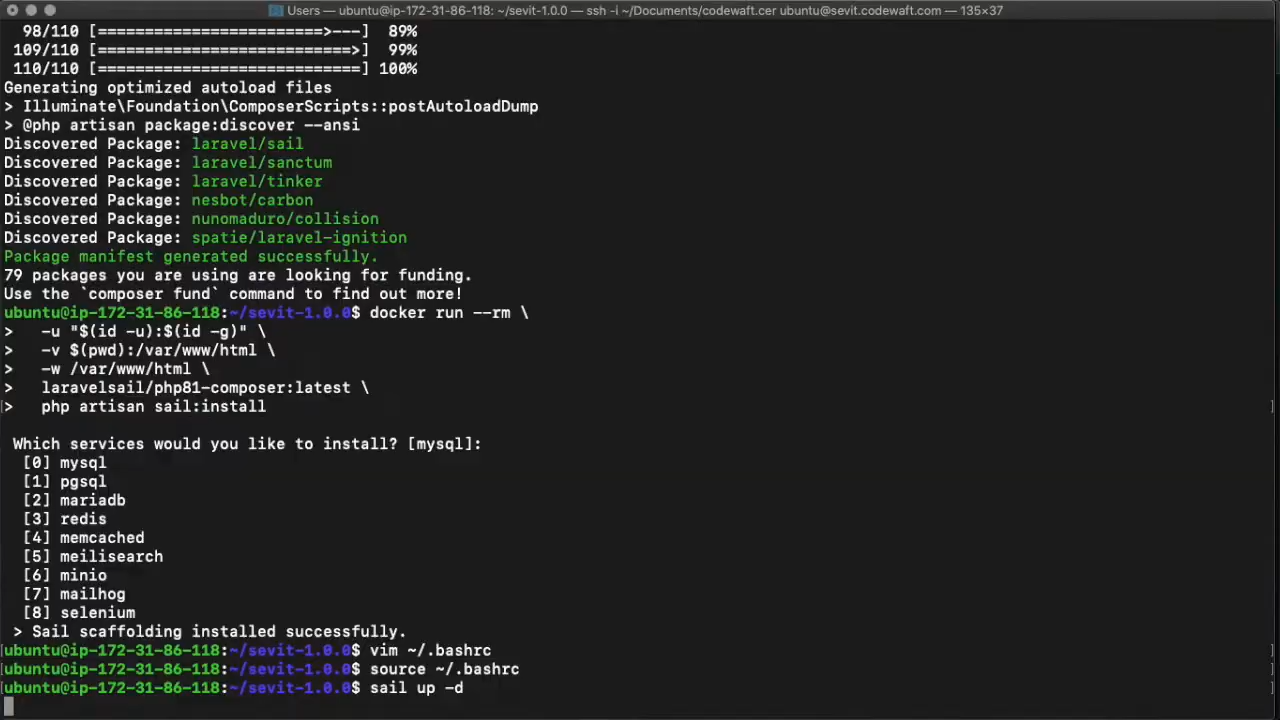 Users — ubuntu@ip-172-31-86-118: ~/sevit-1.0.0 — ssh -i ~/Documents/codewaft.cer ubuntu@sevit.codewaft.com — 135×37
98/110 [========================>---]  89%
109/110 [===========================>]  99%
110/110 [============================] 100%
Generating optimized autoload files
> Illuminate\Foundation\ComposerScripts::postAutoloadDump
> @php artisan package:discover --ansi
Discovered Package: laravel/sail
Discovered Package: laravel/sanctum
Discovered Package: laravel/tinker
Discovered Package: nesbot/carbon
Discovered Package: nunomaduro/collision
Discovered Package: spatie/laravel-ignition
Package manifest generated successfully.
79 packages you are using are looking for funding.
Use the `composer fund` command to find out more!
ubuntu@ip-172-31-86-118:~/sevit-1.0.0$ docker run --rm \
>   -u "$(id -u):$(id -g)" \
>   -v $(pwd):/var/www/html \
>   -w /var/www/html \
>   laravelsail/php81-composer:latest \
>   php artisan sail:install
Which services would you like to install? [mysql]:
[0] mysql
[1] pgsql
[2] mariadb
[3] redis
[4] memcached
[5] meilisearch
[6] minio
[7] mailhog
[8] selenium
> Sail scaffolding installed successfully.
ubuntu@ip-172-31-86-118:~/sevit-1.0.0$ vim ~/.bashrc
ubuntu@ip-172-31-86-118:~/sevit-1.0.0$ source ~/.bashrc
ubuntu@ip-172-31-86-118:~/sevit-1.0.0$ sail up -d